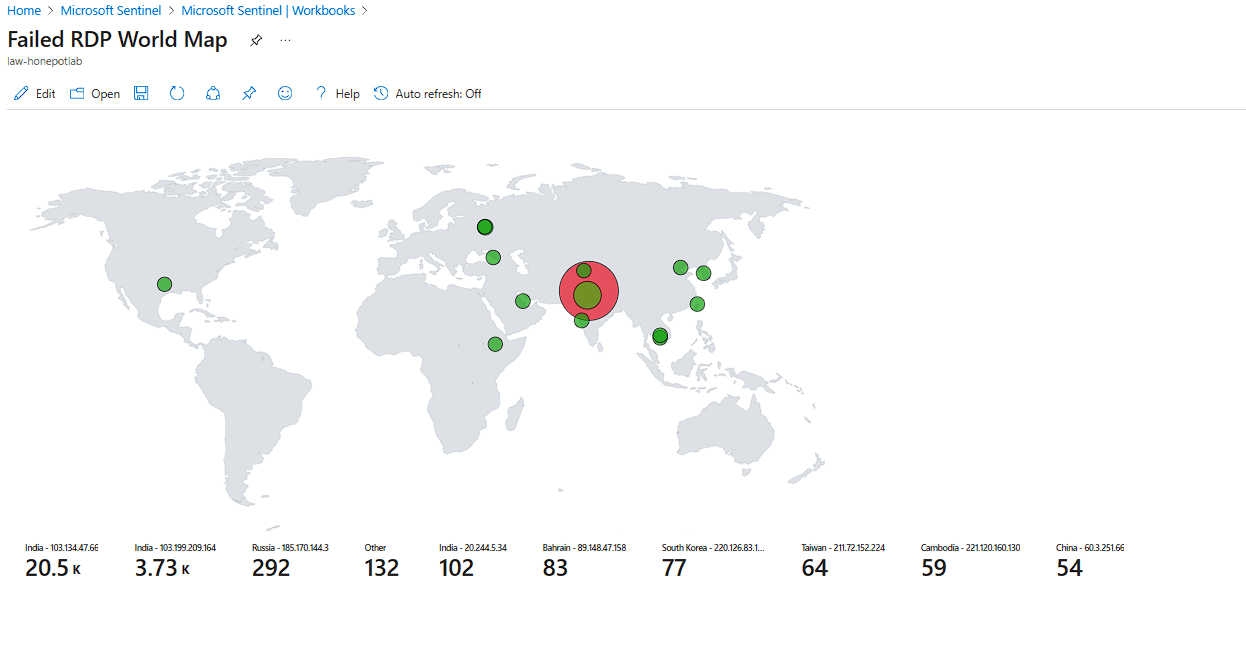 Home > Microsoft Sentinel > Microsoft Sentinel | Workbooks >
Failed RDP World Map ...
law-honepotlab
Edit Open Help Auto refresh: Off
India - 103.134.47.66 India - 103.199.209.164 Russia - 185.170.144.3 Other India - 20.244.5.34 Bahrain - 89.148.47.158 South Korea - 220.126.83.1... Taiwan - 211.72.152.224 Cambodia - 221.120.160.130 China - 60.3.251.66
20.5 K 3.73 K 292 132 102 83 77 64 59 54